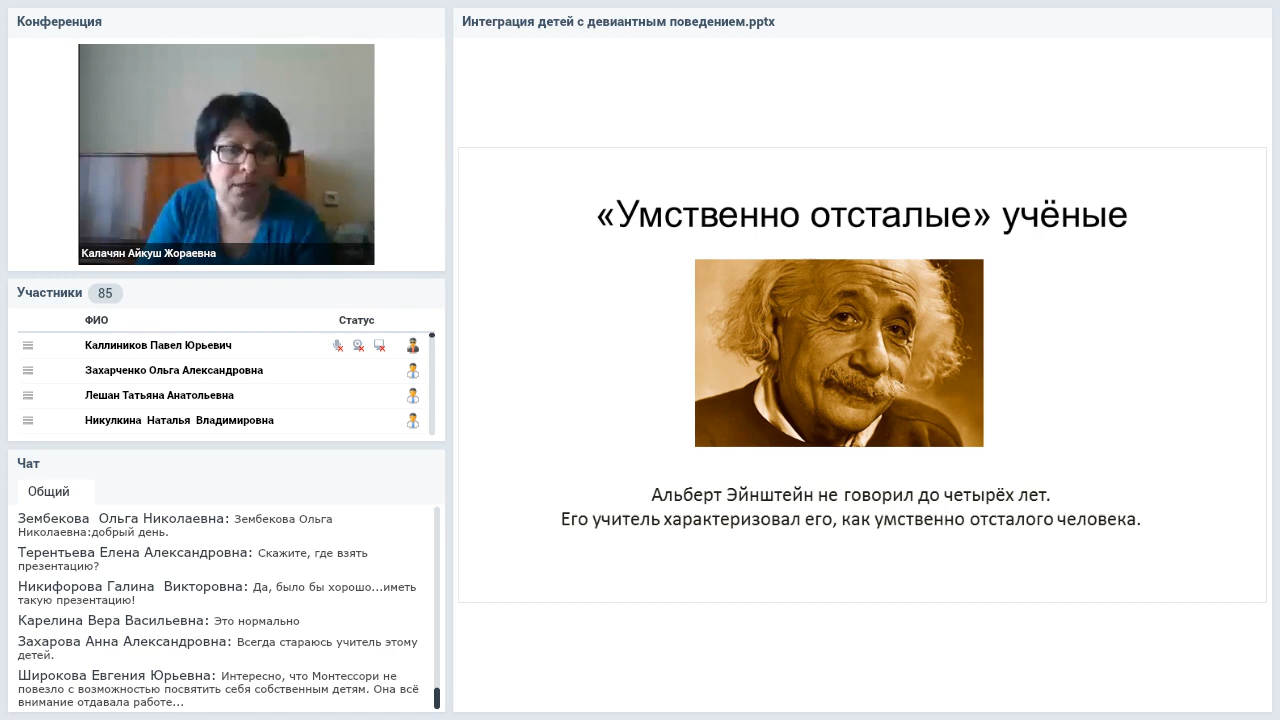 Конференция
Калачян Айкуш Жораевна
Участники 85
ФИО Статус
Каллиников Павел Юрьевич
Захарченко Ольга Александровна
Лешан Татьяна Анатольевна
Никулкина Наталья Владимировна
Чат
Общий
Зембекова Ольга Николаевна: Зембекова Ольга
Николаевна:добрый день.
Терентьева Елена Александровна: Скажите, где взять
презентацию?
Никифорова Галина Викторовна: Да, было бы хорошо...иметь
такую презентацию!
Карелина Вера Васильевна: Это нормально
Захарова Анна Александровна: Всегда стараюсь учитель этому
детей.
Широкова Евгения Юрьевна: Интересно, что Монтессори не
повезло с возможностью посвятить себя собственным детям. Она всё
внимание отдавала работе...
Интеграция детей с девиантным поведением.pptx
«Умственно отсталые» учёные
Альберт Эйнштейн не говорил до четырёх лет.
Его учитель характеризовал его, как умственно отсталого человека.